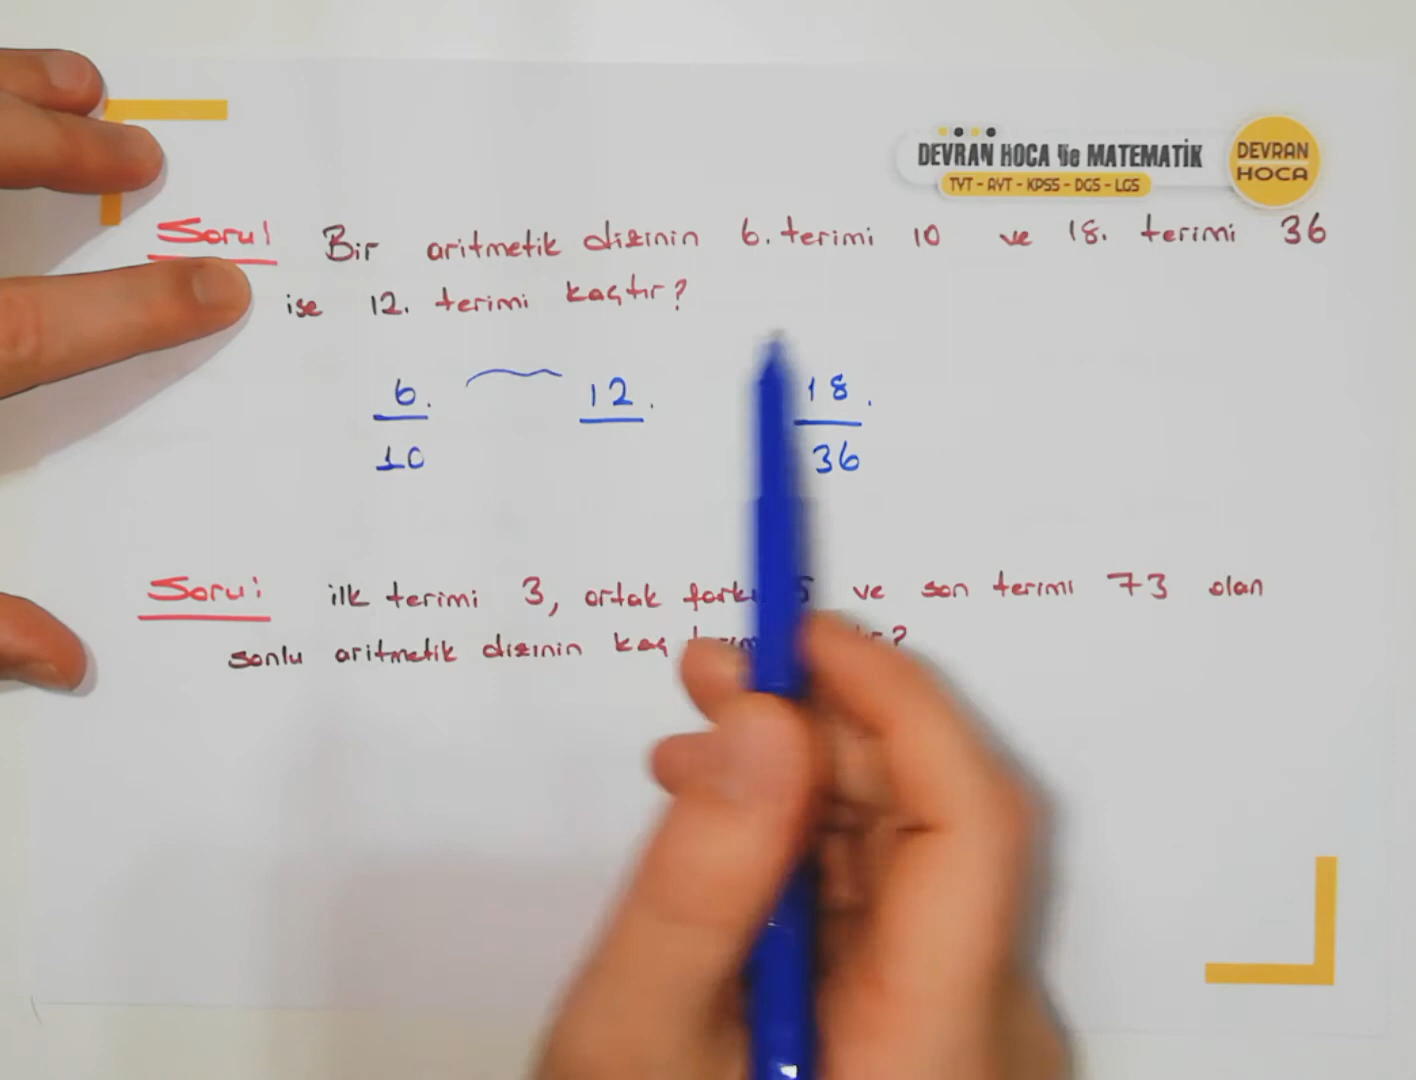 DEVRAN HOCA ile MATEMATİK
TYT - AYT - KPSS - DGS - LGS
DEVRAN
HOCA
Soru! Bir aritmetik dizinin 6. terimi 10 ve 18. terimi 36
ise 12. terimi kaçtır?
6. 12. 18.
10 36
Soru: ilk terimi 3, ortak farkı 5 ve son terimi 73 olan
sonlu aritmetik dizinin kaç